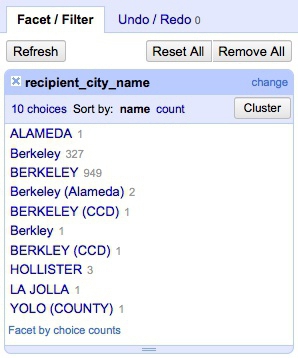 Facet / Filter Undo / Redo 0
Refresh Reset All Remove All
recipient_city_name change
10 choices Sort by: name count Cluster
ALAMEDA 1
Berkeley 327
BERKELEY 949
Berkeley (Alameda) 2
BERKELEY (CCD) 1
Berkley 1
BERKLEY (CCD) 1
HOLLISTER 3
LA JOLLA 1
YOLO (COUNTY) 1
Facet by choice counts